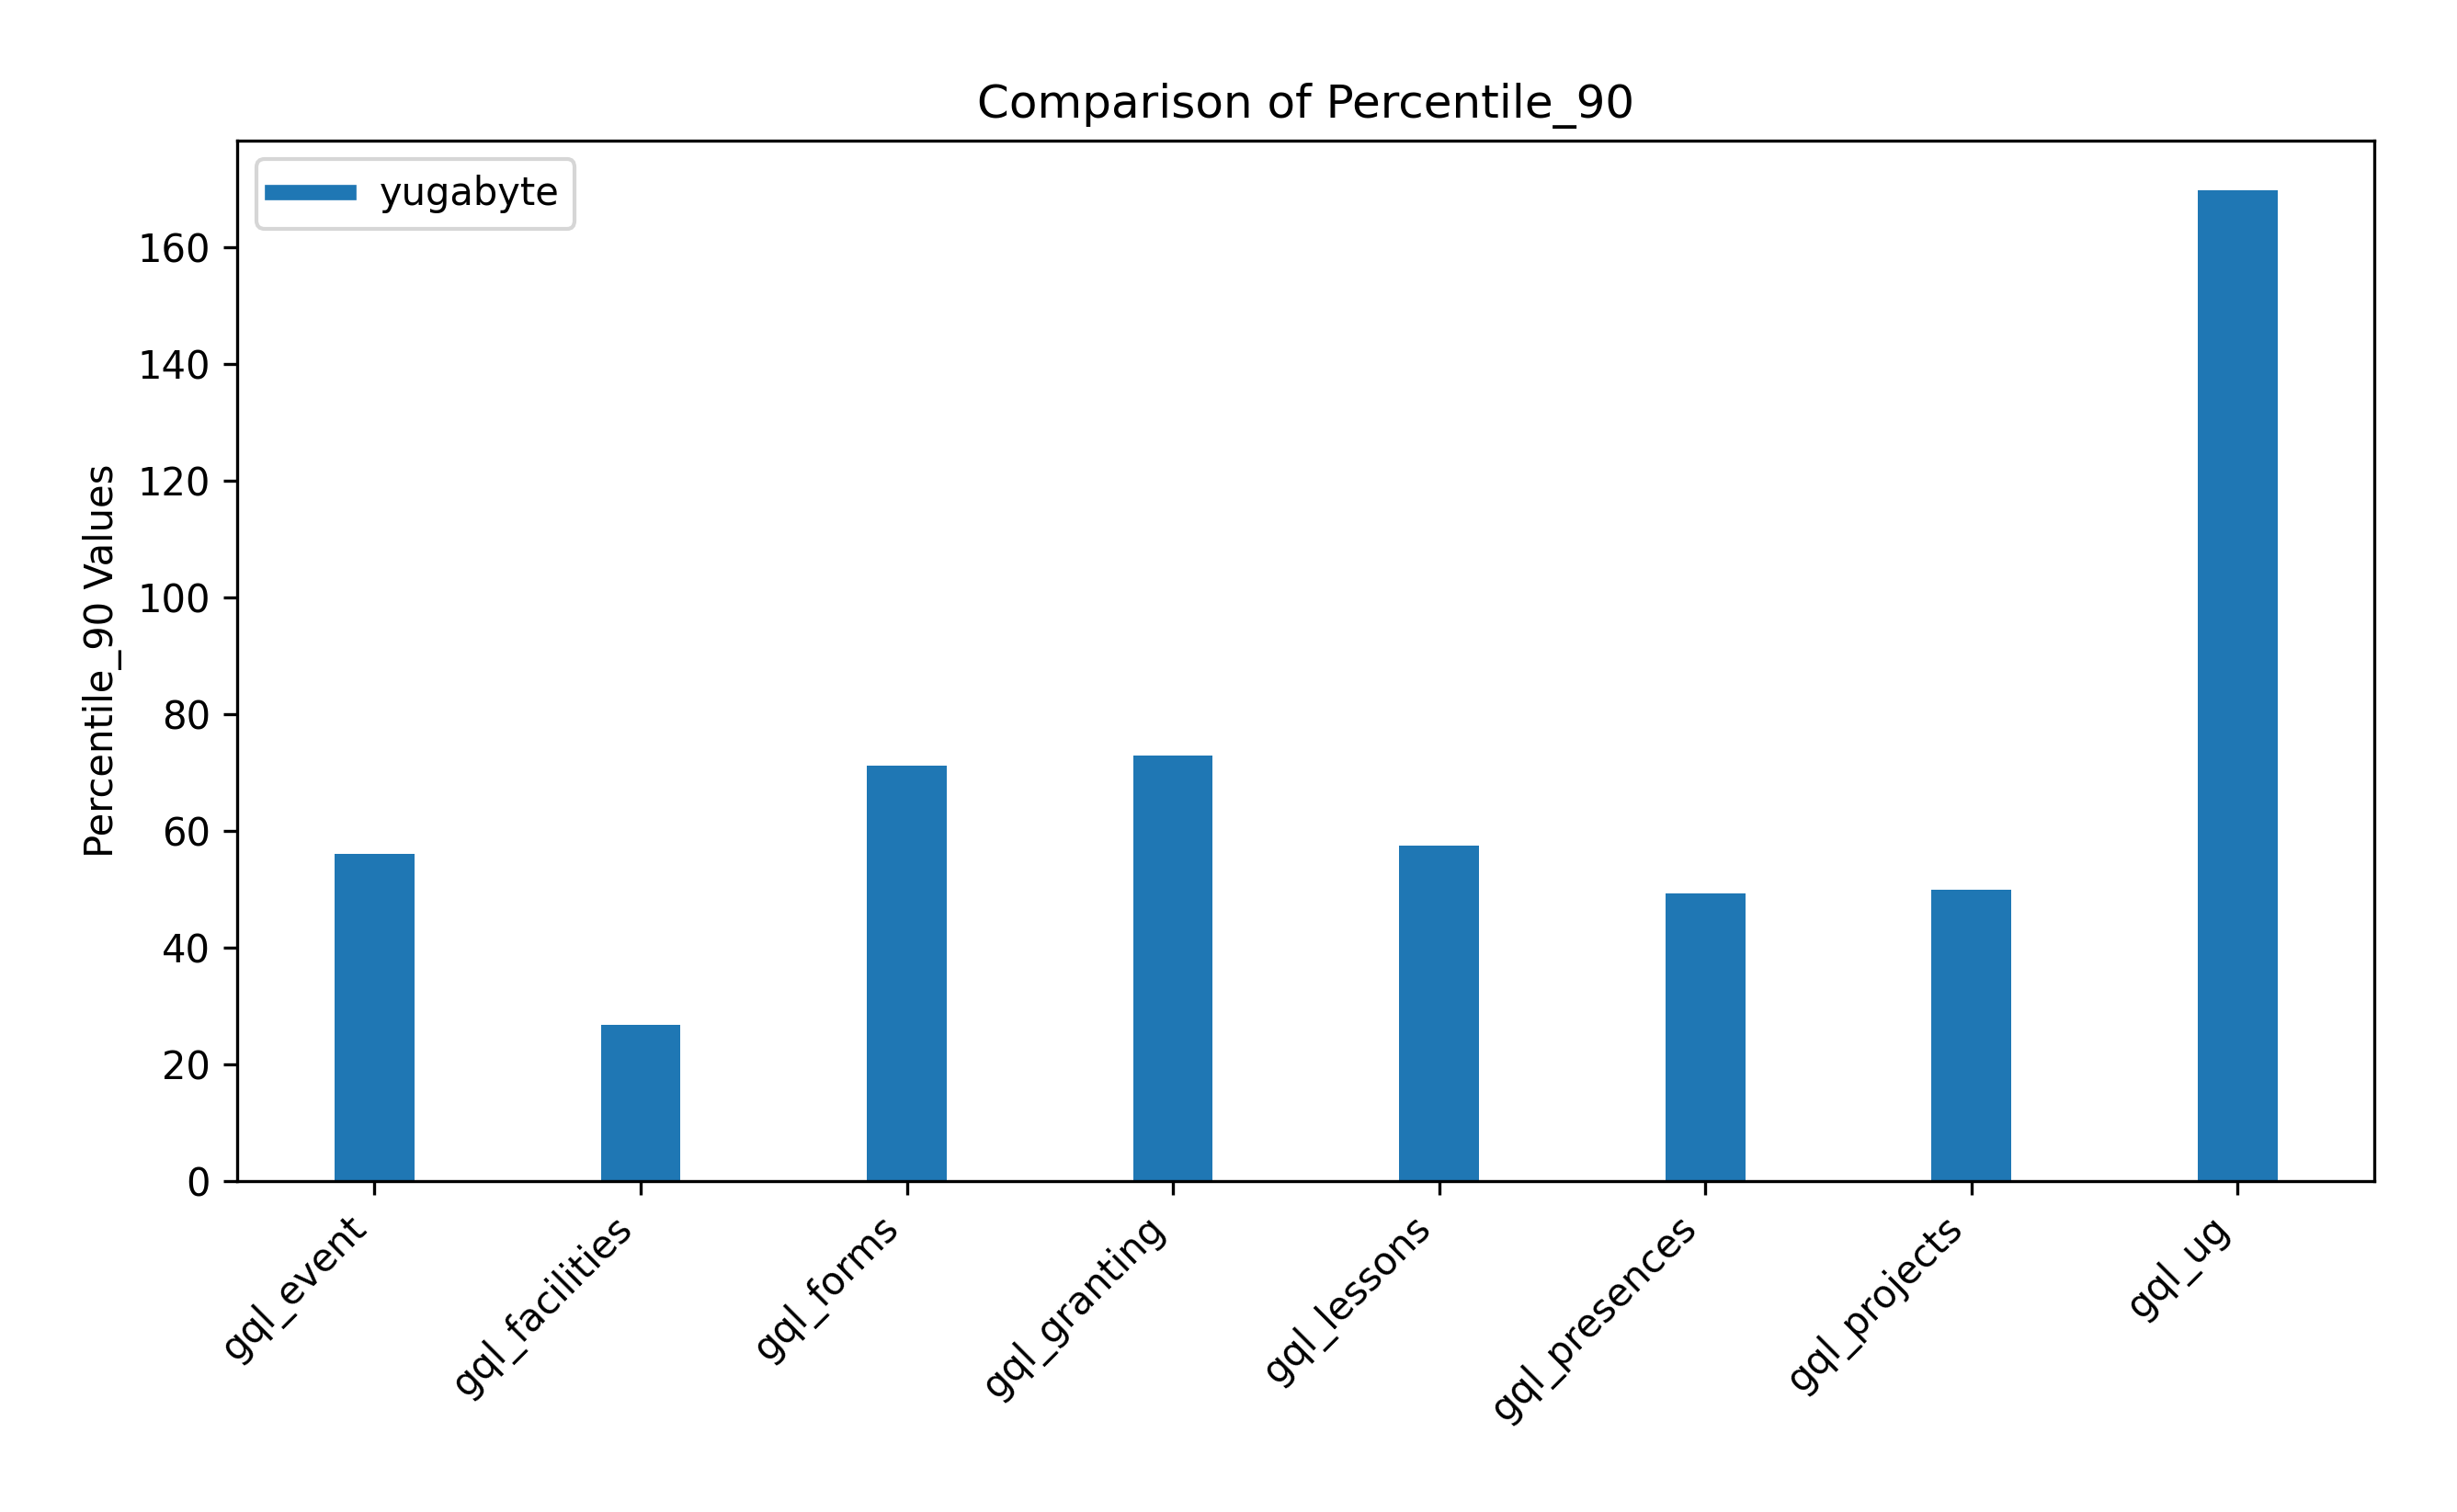 Comparison of Percentile_90
yugabyte
Percentile_90 Values
160
140
120
100
80
60
40
20
0
gql_event
gql_facilities
gql_forms
gql_granting
gql_lessons
gql_presences
gql_projects
gql_ug